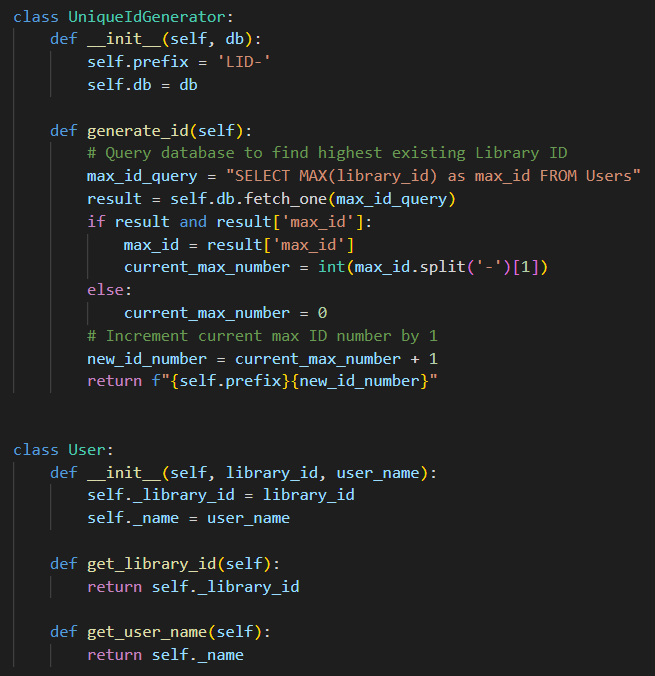 class UniqueIdGenerator:
    def __init__(self, db):
        self.prefix = 'LID-'
        self.db = db

    def generate_id(self):
        # Query database to find highest existing Library ID
        max_id_query = "SELECT MAX(library_id) as max_id FROM Users"
        result = self.db.fetch_one(max_id_query)
        if result and result['max_id']:
            max_id = result['max_id']
            current_max_number = int(max_id.split('-')[1])
        else:
            current_max_number = 0
        # Increment current max ID number by 1
        new_id_number = current_max_number + 1
        return f"{self.prefix}{new_id_number}"


class User:
    def __init__(self, library_id, user_name):
        self._library_id = library_id
        self._name = user_name

    def get_library_id(self):
        return self._library_id

    def get_user_name(self):
        return self._name